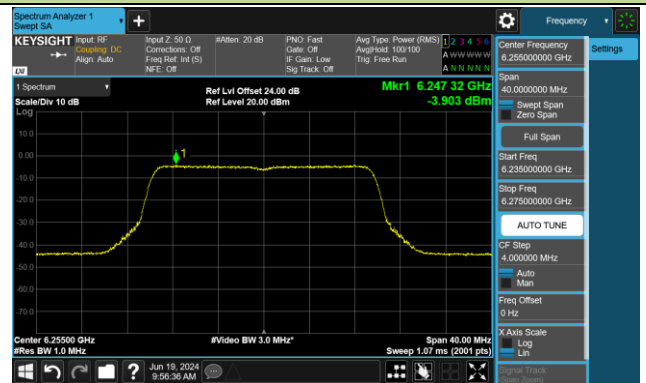 Spectrum Analyzer 1
Swept SA
Frequency
KEYSIGHT
Input: RF
Coupling: DC
Align: Auto
Input Z: 50 Ω
Corrections: Off
Freq Ref: Int (S)
NFE: Off
#Atten: 20 dB
PNO: Fast
Gate: Off
IF Gain: Low
Sig Track: Off
Avg Type: Power (RMS)
Avg|Hold: 100/100
Trig: Free Run
1 2 3 4 5 6
A W W W W W
A N N N N N
LXI
1 Spectrum
Scale/Div 10 dB
Log
Ref Lvl Offset 24.00 dB
Ref Level 20.00 dBm
Mkr1 6.247 32 GHz
-3.903 dBm
1
10.0
0.00
-10.0
-20.0
-30.0
-40.0
-50.0
-60.0
-70.0
Center 6.25500 GHz
#Res BW 1.0 MHz
#Video BW 3.0 MHz*
Span 40.00 MHz
Sweep 1.07 ms (2001 pts)
Jun 19, 2024
9:56:36 AM
Center Frequency
6.255000000 GHz
Settings
Span
40.0000000 MHz
Swept Span
Zero Span
Full Span
Start Freq
6.235000000 GHz
Stop Freq
6.275000000 GHz
AUTO TUNE
CF Step
4.000000 MHz
Auto
Man
Freq Offset
0 Hz
X Axis Scale
Log
Lin
Signal Track
(Span Zoom)